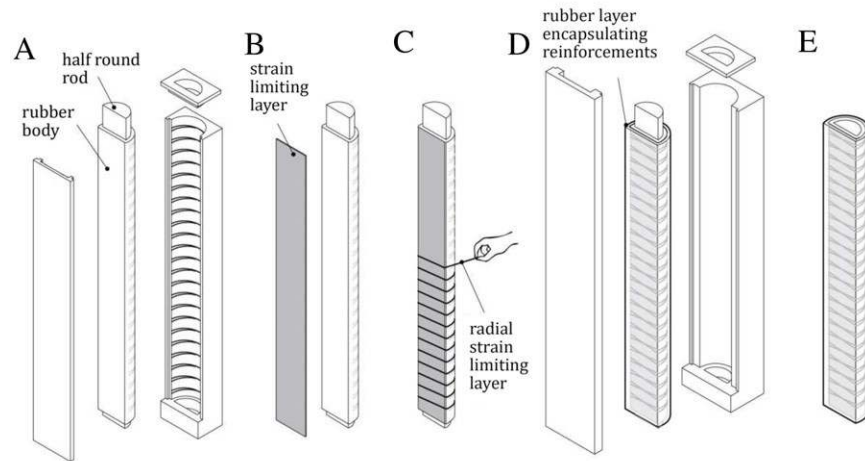 A
half round
rod
rubber
body
B
strain
limiting
layer
C
radial
strain
limiting
layer
D
rubber layer
encapsulating
reinforcements
E